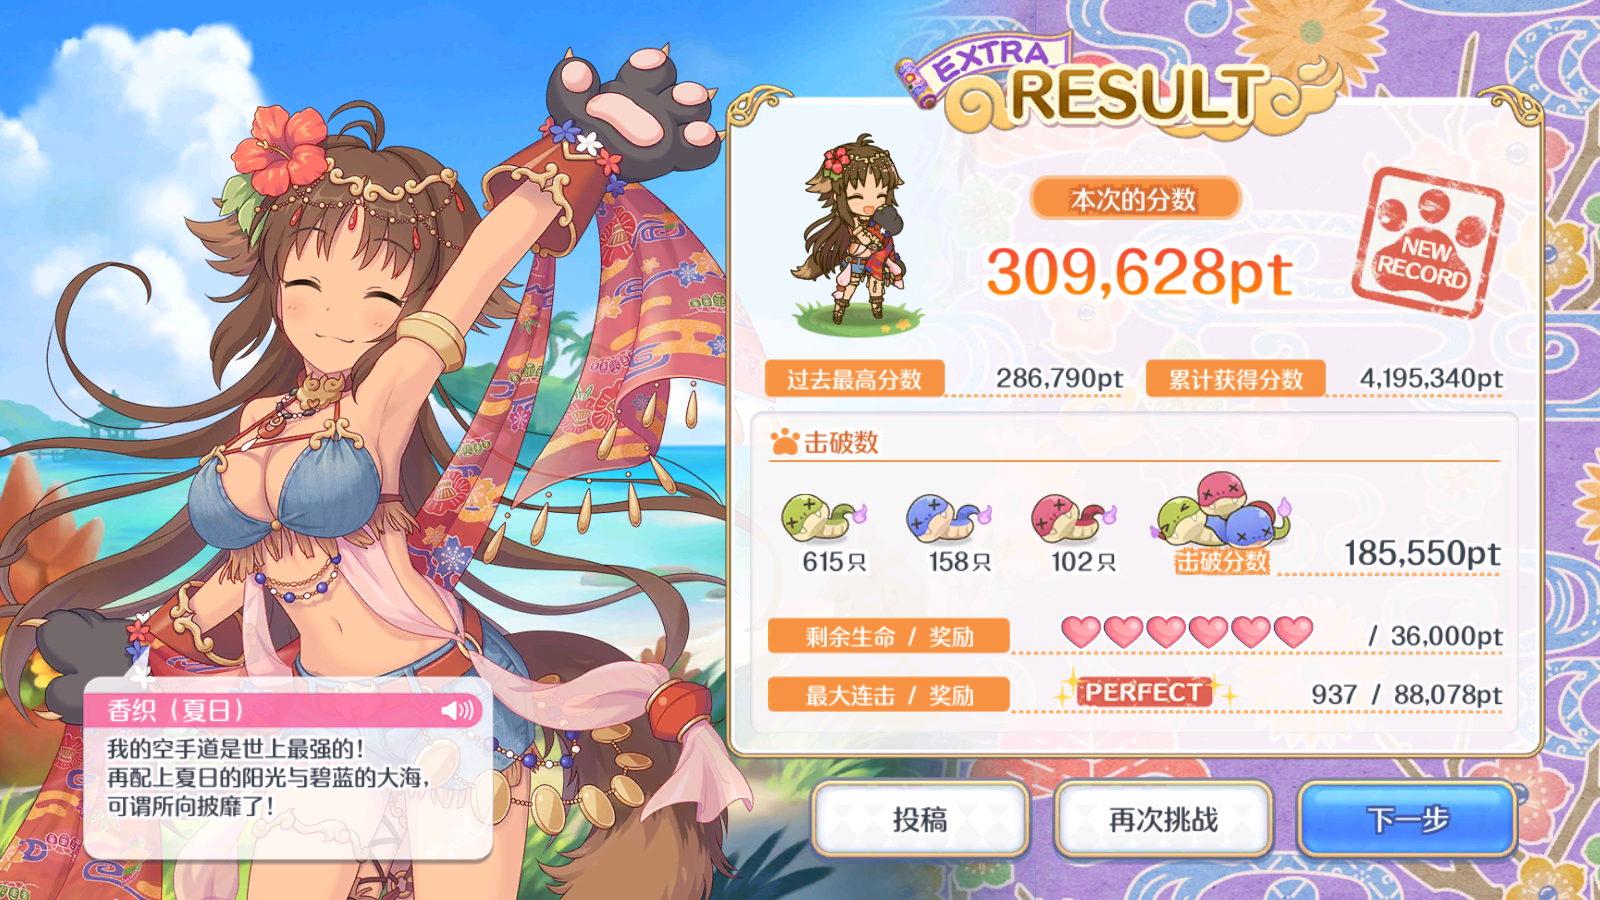 EXTRA
RESULT
本次的分数
309,628pt
NEW
RECORD
过去最高分数 286,790pt 累计获得分数 4,195,340pt
击破数
615只 158只 102只 击破分数 185,550pt
剩余生命 / 奖励 / 36,000pt
最大连击 / 奖励 PERFECT 937 / 88,078pt
香织（夏日）
我的空手道是世上最强的！
再配上夏日的阳光与碧蓝的大海，
可谓所向披靡了！
投稿 再次挑战 下一步